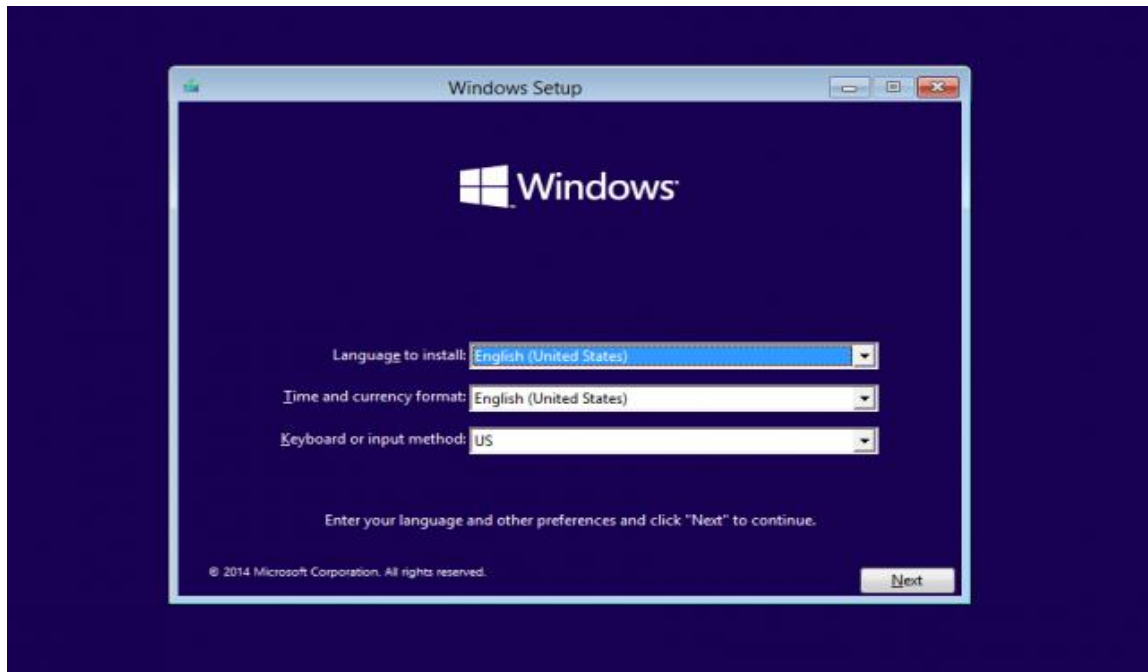 Windows Setup
Windows
Language to install: English (United States)
Time and currency format: English (United States)
Keyboard or input method: US
Enter your language and other preferences and click "Next" to continue.
© 2014 Microsoft Corporation. All rights reserved.
Next